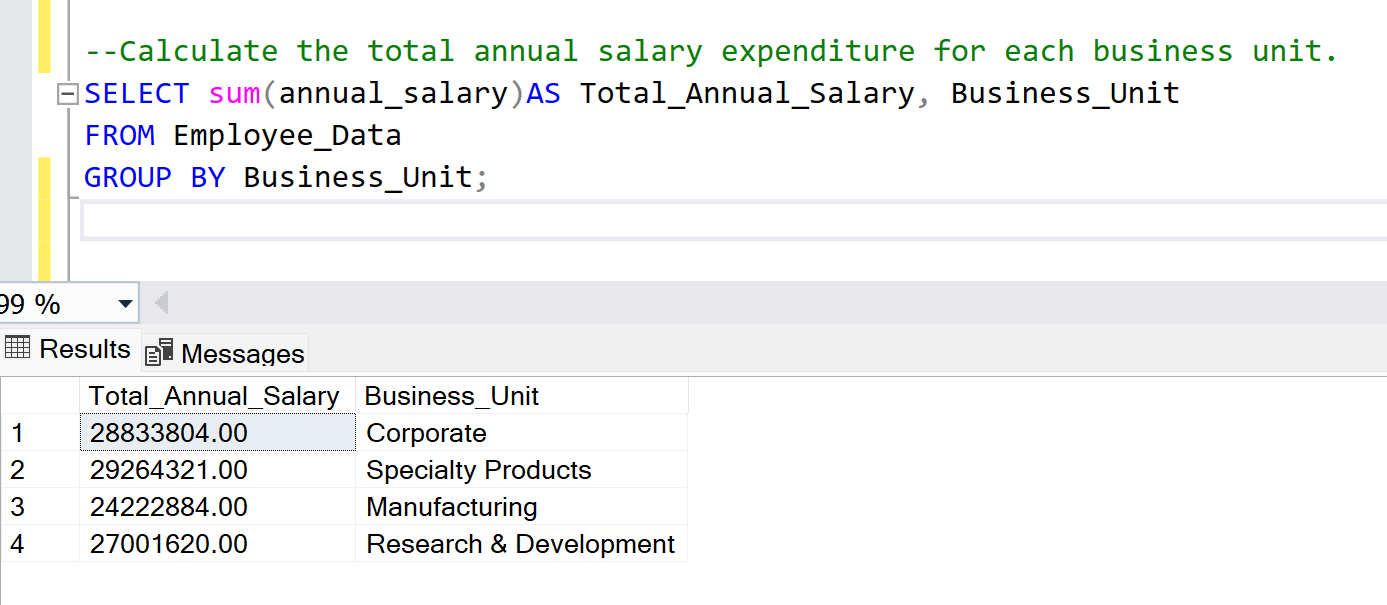 --Calculate the total annual salary expenditure for each business unit.
SELECT sum(annual_salary)AS Total_Annual_Salary, Business_Unit
FROM Employee_Data
GROUP BY Business_Unit;
99 %
Results Messages
Total_Annual_Salary Business_Unit
1 28833804.00 Corporate
2 29264321.00 Specialty Products
3 24222884.00 Manufacturing
4 27001620.00 Research & Development